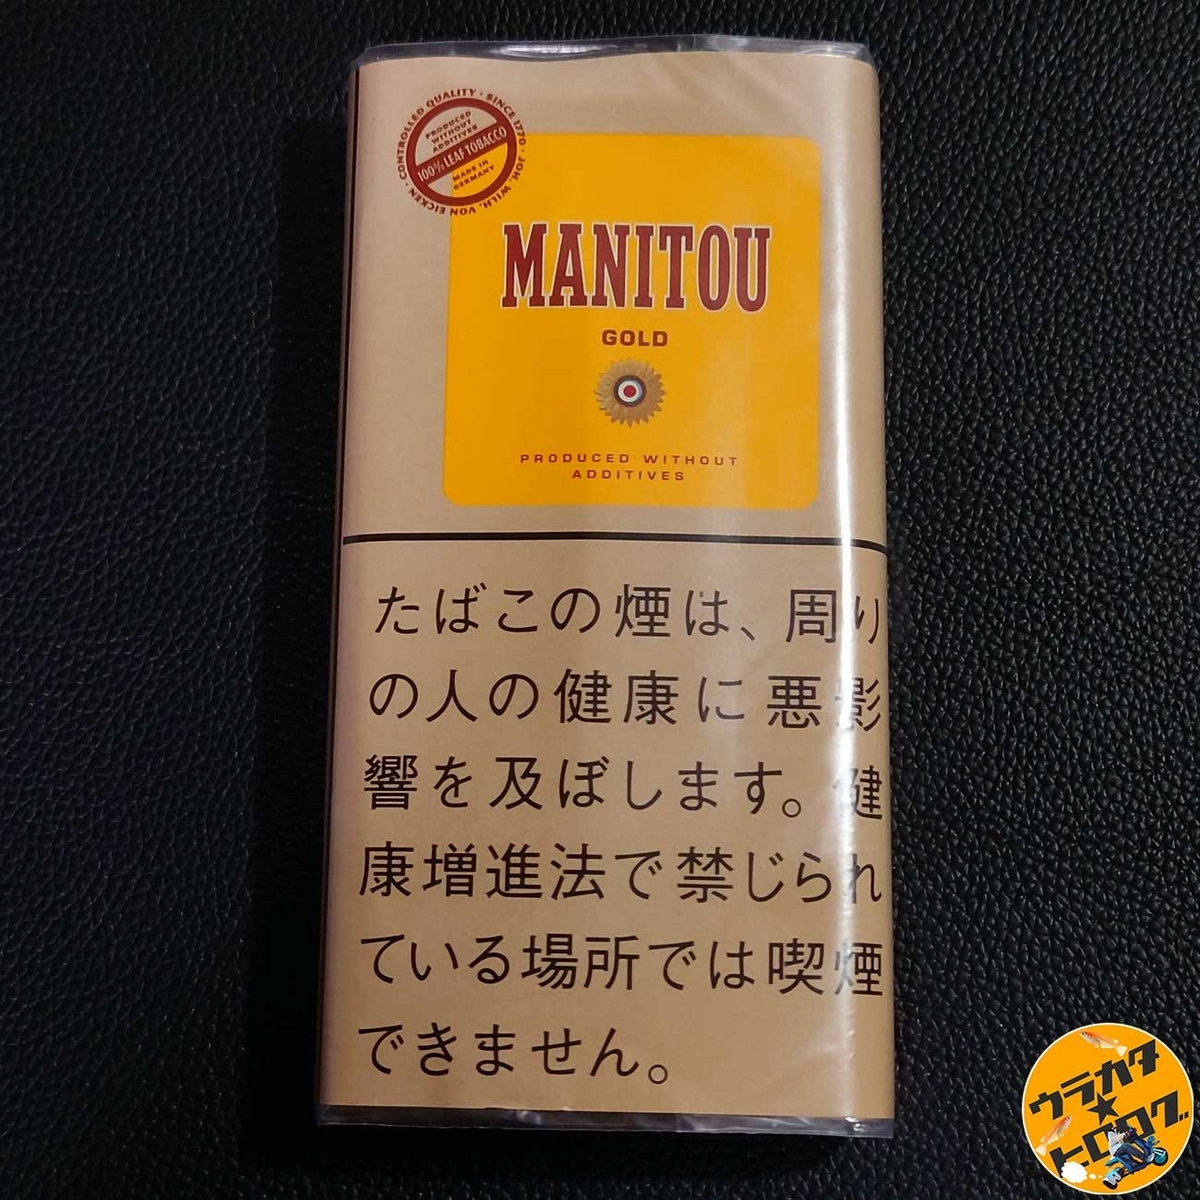 CONTROLLED QUALITY · SINCE 1770 · JOH. WILH. VON EICKEN ·
PRODUCED
WITHOUT
ADDITIVES
100% LEAF TOBACCO
MADE IN
GERMANY
MANITOU
GOLD
PRODUCED WITHOUT
ADDITIVES
たばこの煙は、周り
の人の健康に悪影
響を及ぼします。健
康増進法で禁じられ
ている場所では喫煙
できません。
ウラカタ
★
ヒログ